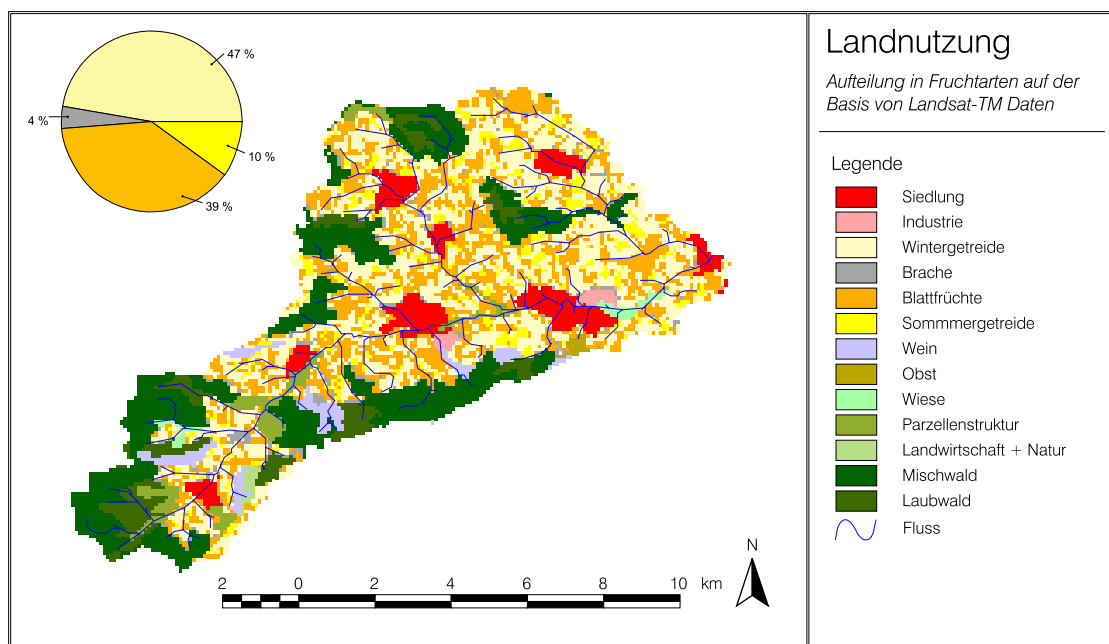 47 %
4 %
10 %
39 %
Landnutzung
Aufteilung in Fruchtarten auf der
Basis von Landsat-TM Daten
Legende
Siedlung
Industrie
Wintergetreide
Brache
Blattfrüchte
Sommmergetreide
Wein
Obst
Wiese
Parzellenstruktur
Landwirtschaft + Natur
Mischwald
Laubwald
Fluss
N
2 0 2 4 6 8 10 km